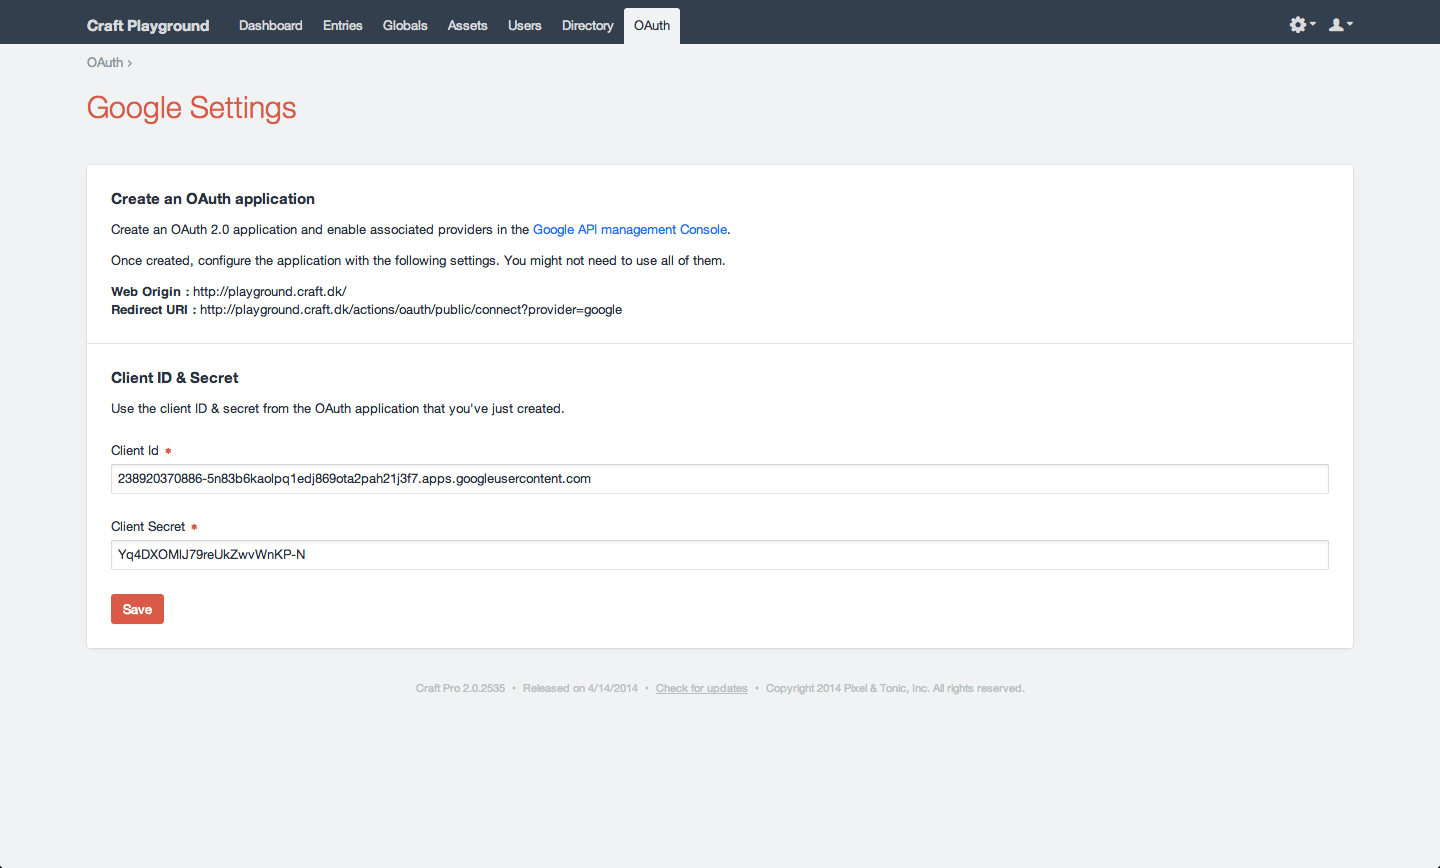 Craft Playground Dashboard Entries Globals Assets Users Directory OAuth
OAuth ›
Google Settings
Create an OAuth application
Create an OAuth 2.0 application and enable associated providers in the Google API management Console.
Once created, configure the application with the following settings. You might not need to use all of them.
Web Origin : http://playground.craft.dk/
Redirect URI : http://playground.craft.dk/actions/oauth/public/connect?provider=google
Client ID & Secret
Use the client ID & secret from the OAuth application that you've just created.
Client Id *
238920370886-5n83b6kaolpq1edj869ota2pah21j3f7.apps.googleusercontent.com
Client Secret *
Yq4DXOMlJ79reUkZwvWnKP-N
Save
Craft Pro 2.0.2535 • Released on 4/14/2014 • Check for updates • Copyright 2014 Pixel & Tonic, Inc. All rights reserved.